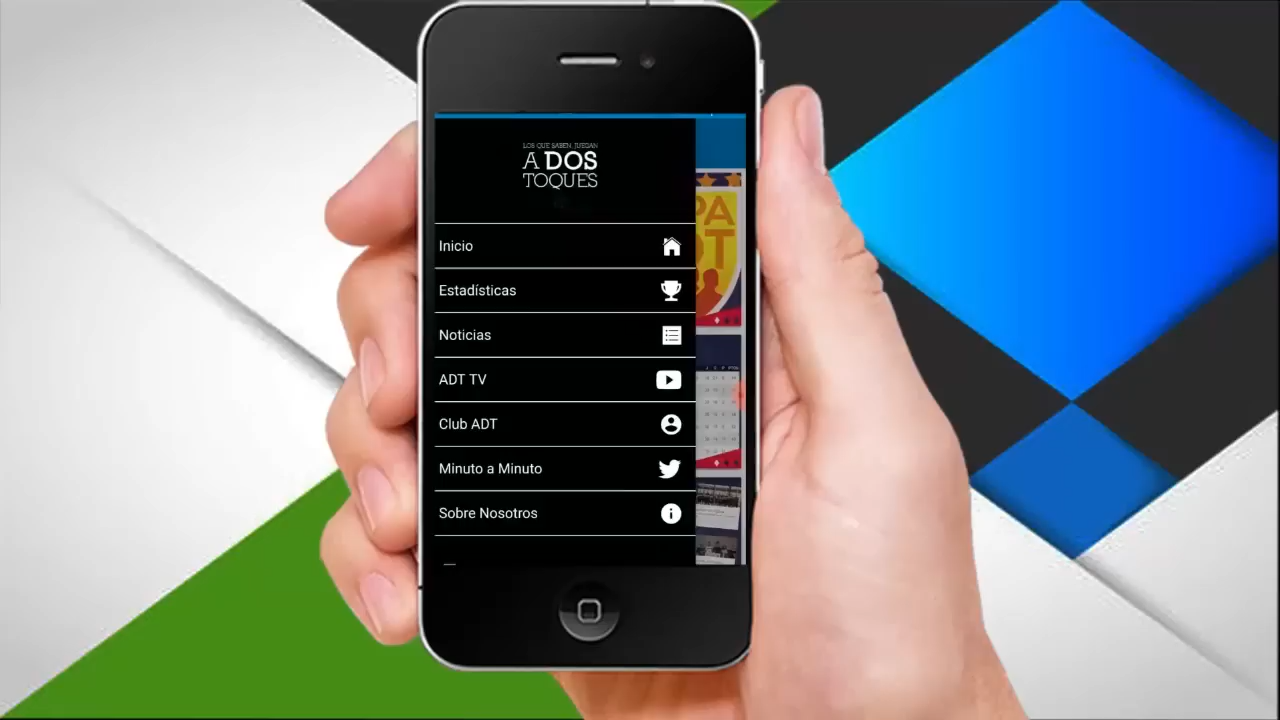 LOS QUE SABEN, JUEGAN
A DOS
TOQUES
Inicio
Estadísticas
Noticias
ADT TV
Club ADT
Minuto a Minuto
Sobre Nosotros